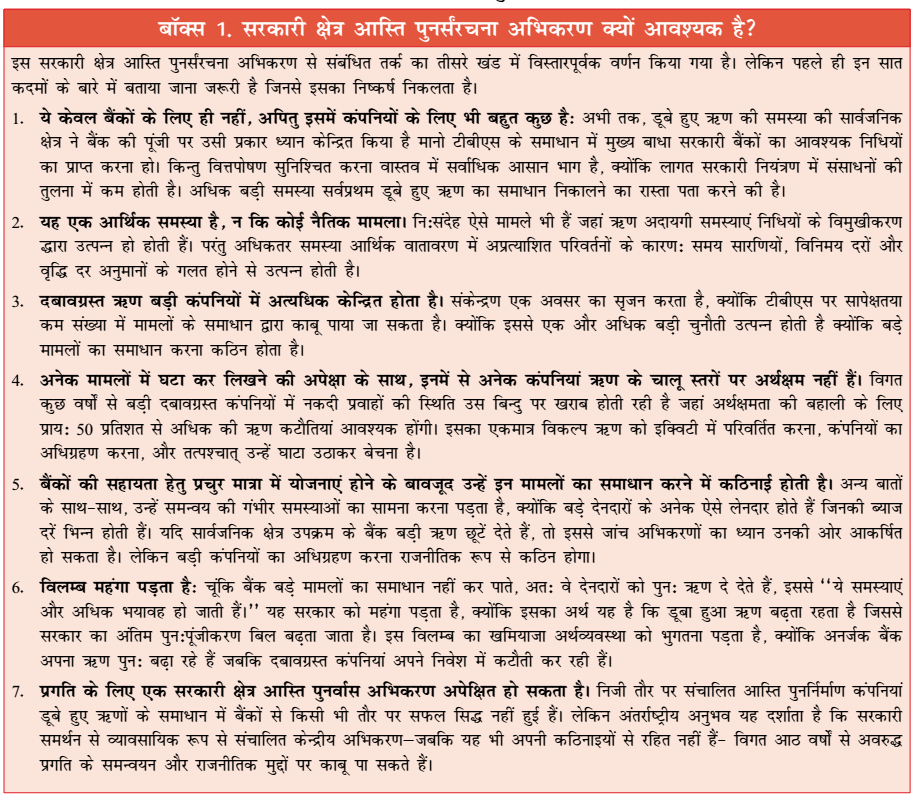 बॉक्स 1. सरकारी क्षेत्र आस्ति पुनर्संरचना अभिकरण क्यों आवश्यक है?
इस सरकारी क्षेत्र आस्ति पुनर्संरचना अभिकरण से संबंधित तर्क का तीसरे खंड में विस्तारपूर्वक वर्णन किया गया है। लेकिन पहले ही इन सात
कदमों के बारे में बताया जाना जरूरी है जिनसे इसका निष्कर्ष निकलता है।
1. ये केवल बैंकों के लिए ही नहीं, अपितु इसमें कंपनियों के लिए भी बहुत कुछ है: अभी तक, डूबे हुए ऋण की समस्या की सार्वजनिक
क्षेत्र ने बैंक की पूंजी पर उसी प्रकार ध्यान केन्द्रित किया है मानो टीबीएस के समाधान में मुख्य बाधा सरकारी बैंकों का आवश्यक निधियों
का प्राप्त करना हो। किन्तु वित्तपोषण सुनिश्चित करना वास्तव में सर्वाधिक आसान भाग है, क्योंकि लागत सरकारी नियंत्रण में संसाधनों की
तुलना में कम होती है। अधिक बड़ी समस्या सर्वप्रथम डूबे हुए ऋण का समाधान निकालने का रास्ता पता करने की है।
2. यह एक आर्थिक समस्या है, न कि कोई नैतिक मामला। नि:संदेह ऐसे मामले भी हैं जहां ऋण अदायगी समस्याएं निधियों के विमुखीकरण
द्वारा उत्पन्न हो होती हैं। परंतु अधिकतर समस्या आर्थिक वातावरण में अप्रत्याशित परिवर्तनों के कारण: समय सारणियों, विनिमय दरों और
वृद्धि दर अनुमानों के गलत होने से उत्पन्न होती है।
3. दबावग्रस्त ऋण बड़ी कंपनियों में अत्यधिक केन्द्रित होता है। संकेन्द्रण एक अवसर का सृजन करता है, क्योंकि टीबीएस पर सापेक्षतया
कम संख्या में मामलों के समाधान द्वारा काबू पाया जा सकता है। क्योंकि इससे एक और अधिक बड़ी चुनौती उत्पन्न होती है क्योंकि बड़े
मामलों का समाधान करना कठिन होता है।
4. अनेक मामलों में घटा कर लिखने की अपेक्षा के साथ, इनमें से अनेक कंपनियां ऋण के चालू स्तरों पर अर्थक्षम नहीं हैं। विगत
कुछ वर्षों से बड़ी दबावग्रस्त कंपनियों में नकदी प्रवाहों की स्थिति उस बिन्दु पर खराब होती रही है जहां अर्थक्षमता की बहाली के लिए
प्राय: 50 प्रतिशत से अधिक की ऋण कटौतियां आवश्यक होंगी। इसका एकमात्र विकल्प ऋण को इक्विटी में परिवर्तित करना, कंपनियों का
अधिग्रहण करना, और तत्पश्चात् उन्हें घाटा उठाकर बेचना है।
5. बैंकों की सहायता हेतु प्रचुर मात्रा में योजनाएं होने के बावजूद उन्हें इन मामलों का समाधान करने में कठिनाई होती है। अन्य बातों
के साथ-साथ, उन्हें समन्वय की गंभीर समस्याओं का सामना करना पड़ता है, क्योंकि बड़े देनदारों के अनेक ऐसे लेनदार होते हैं जिनकी ब्याज
दरें भिन्न होती हैं। यदि सार्वजनिक क्षेत्र उपक्रम के बैंक बड़ी ऋण छूटें देते हैं, तो इससे जांच अभिकरणों का ध्यान उनकी ओर आकर्षित
हो सकता है। लेकिन बड़ी कंपनियों का अधिग्रहण करना राजनीतिक रूप से कठिन होगा।
6. विलम्ब महंगा पड़ता है: चूंकि बैंक बड़े मामलों का समाधान नहीं कर पाते, अत: वे देनदारों को पुन: ऋण दे देते हैं, इससे ‘‘ये समस्याएं
और अधिक भयावह हो जाती हैं।’’ यह सरकार को महंगा पड़ता है, क्योंकि इसका अर्थ यह है कि डूबा हुआ ऋण बढ़ता रहता है जिससे
सरकार का अंतिम पुन:पूंजीकरण बिल बढ़ता जाता है। इस विलम्ब का खमियाजा अर्थव्यवस्था को भुगतना पड़ता है, क्योंकि अनर्जक बैंक
अपना ऋण पुन: बढ़ा रहे हैं जबकि दबावग्रस्त कंपनियां अपने निवेश में कटौती कर रही हैं।
7. प्रगति के लिए एक सरकारी क्षेत्र आस्ति पुनर्वास अभिकरण अपेक्षित हो सकता है। निजी तौर पर संचालित आस्ति पुनर्निर्माण कंपनियां
डूबे हुए ऋणों के समाधान में बैंकों से किसी भी तौर पर सफल सिद्ध नहीं हुई हैं। लेकिन अंतर्राष्ट्रीय अनुभव यह दर्शाता है कि सरकारी
समर्थन से व्यावसायिक रूप से संचालित केन्द्रीय अभिकरण—जबकि यह भी अपनी कठिनाइयों से रहित नहीं हैं- विगत आठ वर्षों से अवरुद्ध
प्रगति के समन्वयन और राजनीतिक मुद्दों पर काबू पा सकते हैं।